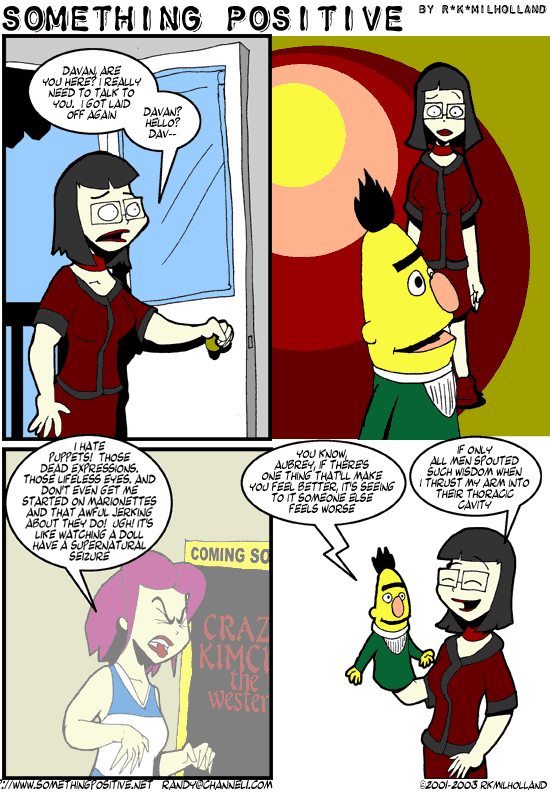 SOMETHING POSITIVE
BY R*K*MILHOLLAND
DAVAN, ARE
YOU HERE? I REALLY
NEED TO TALK TO
YOU. I GOT LAID
OFF AGAIN
DAVAN?
HELLO?
DAV--
I HATE
PUPPETS! THOSE
DEAD EXPRESSIONS,
THOSE LIFELESS EYES, AND
DON'T EVEN GET ME
STARTED ON MARIONETTES
AND THAT AWFUL JERKING
ABOUT THEY DO! UGH! IT'S
LIKE WATCHING A DOLL
HAVE A SUPERNATURAL
SEIZURE
COMING SO
CRAZ
KIMCH
the
Wester
YOU KNOW,
AUBREY, IF THERE'S
ONE THING THAT'LL MAKE
YOU FEEL BETTER, IT'S SEEING
TO IT SOMEONE ELSE
FEELS WORSE
IF ONLY
ALL MEN SPOUTED
SUCH WISDOM WHEN
I THRUST MY ARM INTO
THEIR THORACIC
CAVITY
://WWW.SOMETHINGPOSITIVE.NET RANDY@CHANNEL1.COM
©2001-2003 RKMILHOLLAND